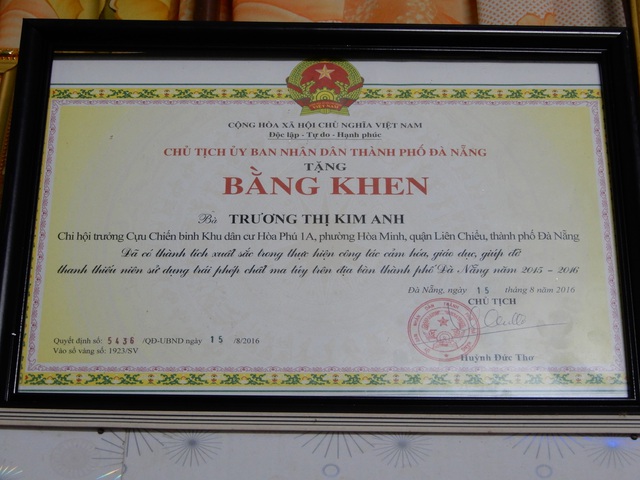 CỘNG HÒA XÃ HỘI CHỦ NGHĨA VIỆT NAM
Độc lập - Tự do - Hạnh phúc
CHỦ TỊCH ỦY BAN NHÂN DÂN THÀNH PHỐ ĐÀ NẴNG
TẶNG
BẰNG KHEN
Bà TRƯƠNG THỊ KIM ANH
Chi hội trưởng Cựu Chiến binh Khu dân cư Hòa Phú 1A, phường Hòa Minh, quận Liên Chiểu, thành phố Đà Nẵng
Đã có thành tích xuất sắc trong thực hiện công tác cảm hóa, giáo dục, giúp đỡ
thanh thiếu niên sử dụng trái phép chất ma túy trên địa bàn thành phố Đà Nẵng năm 2015 - 2016
Đà Nẵng, ngày 15 tháng 8 năm 2016
CHỦ TỊCH
Huỳnh Đức Thơ
Quyết định số: 5436 /QĐ-UBND ngày 15 /8/2016
Vào sổ vàng số: 1923/SV